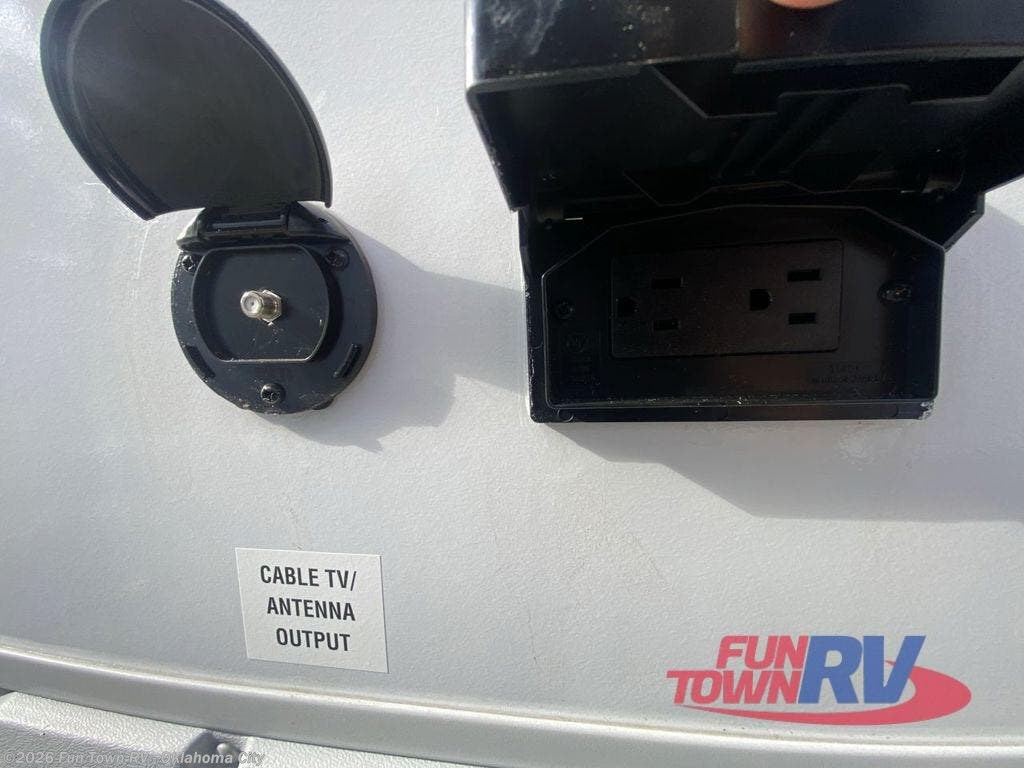 CABLE TV/
ANTENNA
OUTPUT
FUN
TOWN RV
©2026 Fun Town RV - Oklahoma City